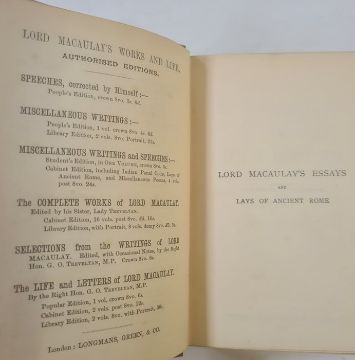 LORD MACAULAY'S WORKS AND LIFE.
AUTHORISED EDITIONS.
SPEECHES, corrected by Himself:—
People's Edition, crown 8vo. 3s. 6d.
MISCELLANEOUS WRITINGS:—
People's Edition, 1 vol. crown 8vo. 4s. 6d.
Library Edition, 2 vols. 8vo. Portrait, 21s.
MISCELLANEOUS WRITINGS and SPEECHES:—
Student's Edition, in ONE VOLUME, crown 8vo. 6s.
Cabinet Edition, including Indian Penal Code, Lays of
Ancient Rome, and Miscellaneous Poems, 4 vols.
post 8vo. 24s.
The COMPLETE WORKS of LORD MACAULAY.
Edited by his Sister, Lady TREVELYAN.
Cabinet Edition, 16 vols. post 8vo. £4. 16s.
Library Edition, with Portrait, 8 vols. demy 8vo. £5. 5s.
SELECTIONS from the WRITINGS of LORD
MACAULAY. Edited, with Occasional Notes, by the Right
Hon. G. O. TREVELYAN, M.P. Crown 8vo. 6s.
The LIFE and LETTERS of LORD MACAULAY.
By the Right Hon. G. O. TREVELYAN, M.P.
Popular Edition, 1 vol. crown 8vo. 6s.
Cabinet Edition, 2 vols. post 8vo. 12s.
Library Edition, 2 vols. 8vo. with Portrait, 36s.
London: LONGMANS, GREEN, & CO.
LORD MACAULAY'S ESSAYS
AND
LAYS OF ANCIENT ROME